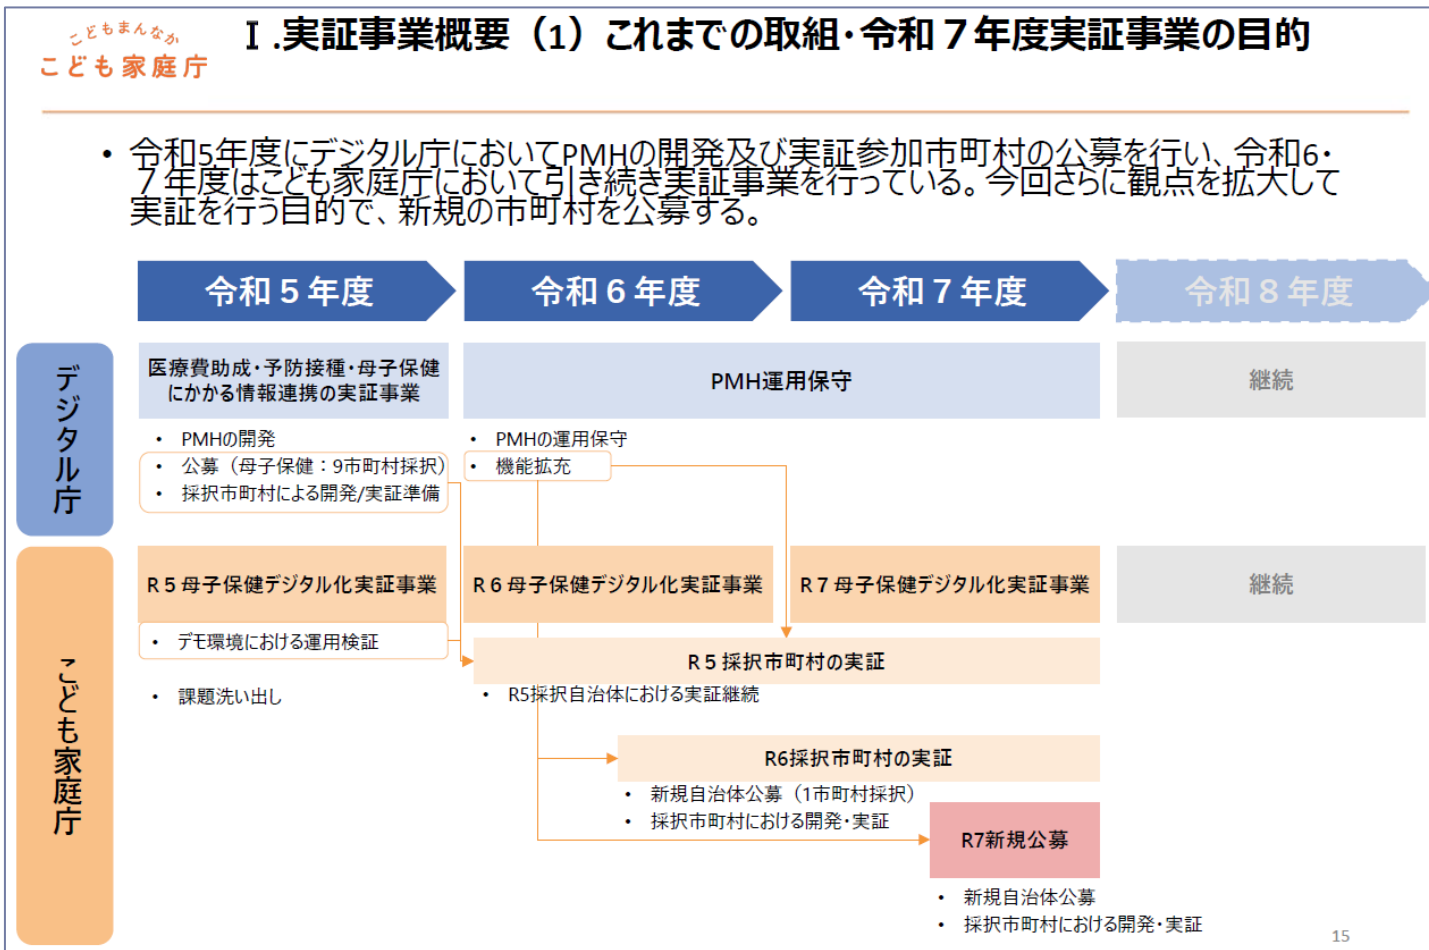 こどもまんなか
こども家庭庁
Ⅰ.実証事業概要（1）これまでの取組・令和７年度実証事業の目的
• 令和5年度にデジタル庁においてPMHの開発及び実証参加市町村の公募を行い、令和6・
７年度はこども家庭庁において引き続き実証事業を行っている。今回さらに観点を拡大して
実証を行う目的で、新規の市町村を公募する。
令和５年度
令和６年度
令和７年度
令和８年度
デジタル庁
医療費助成・予防接種・母子保健
にかかる情報連携の実証事業
PMH運用保守
継続
• PMHの開発
• 公募（母子保健：9市町村採択）
• 採択市町村による開発/実証準備
• PMHの運用保守
• 機能拡充
こども家庭庁
R５母子保健デジタル化実証事業
R６母子保健デジタル化実証事業
R７母子保健デジタル化実証事業
継続
• デモ環境における運用検証
• 課題洗い出し
R５採択市町村の実証
• R5採択自治体における実証継続
R6採択市町村の実証
• 新規自治体公募（1市町村採択）
• 採択市町村における開発・実証
R7新規公募
• 新規自治体公募
• 採択市町村における開発・実証
15